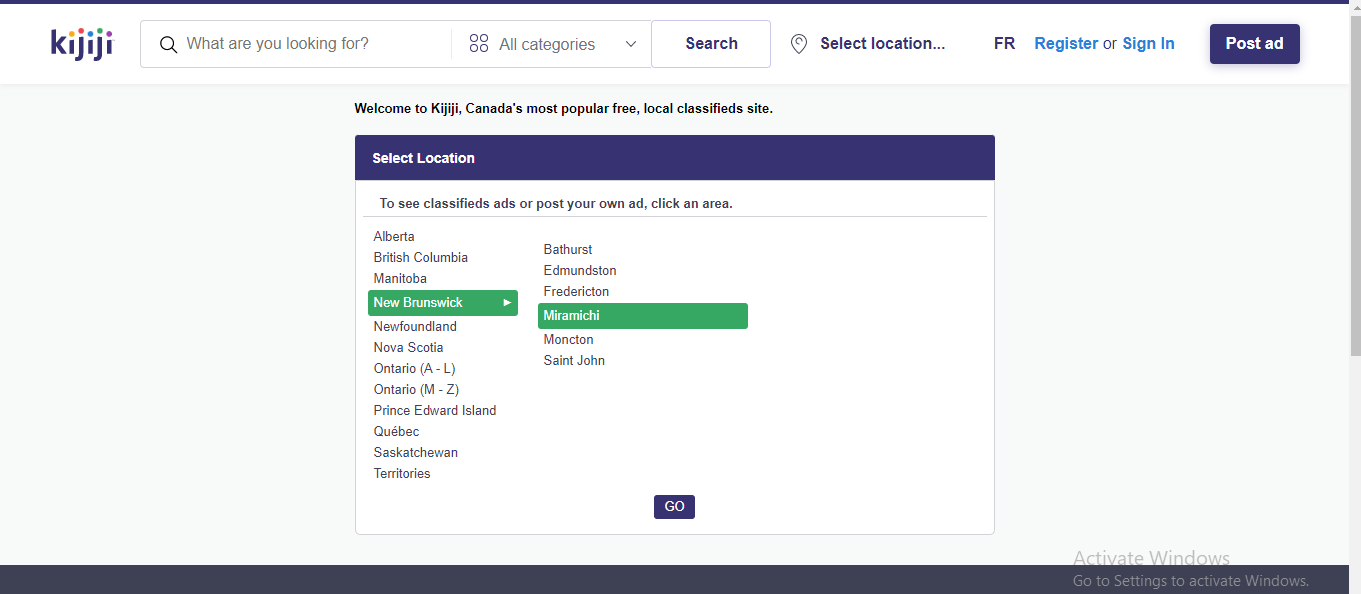 kijiji What are you looking for? All categories Search Select location... FR Register or Sign In Post ad
Welcome to Kijiji, Canada's most popular free, local classifieds site.
Select Location
To see classifieds ads or post your own ad, click an area.
Alberta
British Columbia
Manitoba
New Brunswick
Newfoundland
Nova Scotia
Ontario (A - L)
Ontario (M - Z)
Prince Edward Island
Québec
Saskatchewan
Territories
Bathurst
Edmundston
Fredericton
Miramichi
Moncton
Saint John
GO
Activate Windows
Go to Settings to activate Windows.